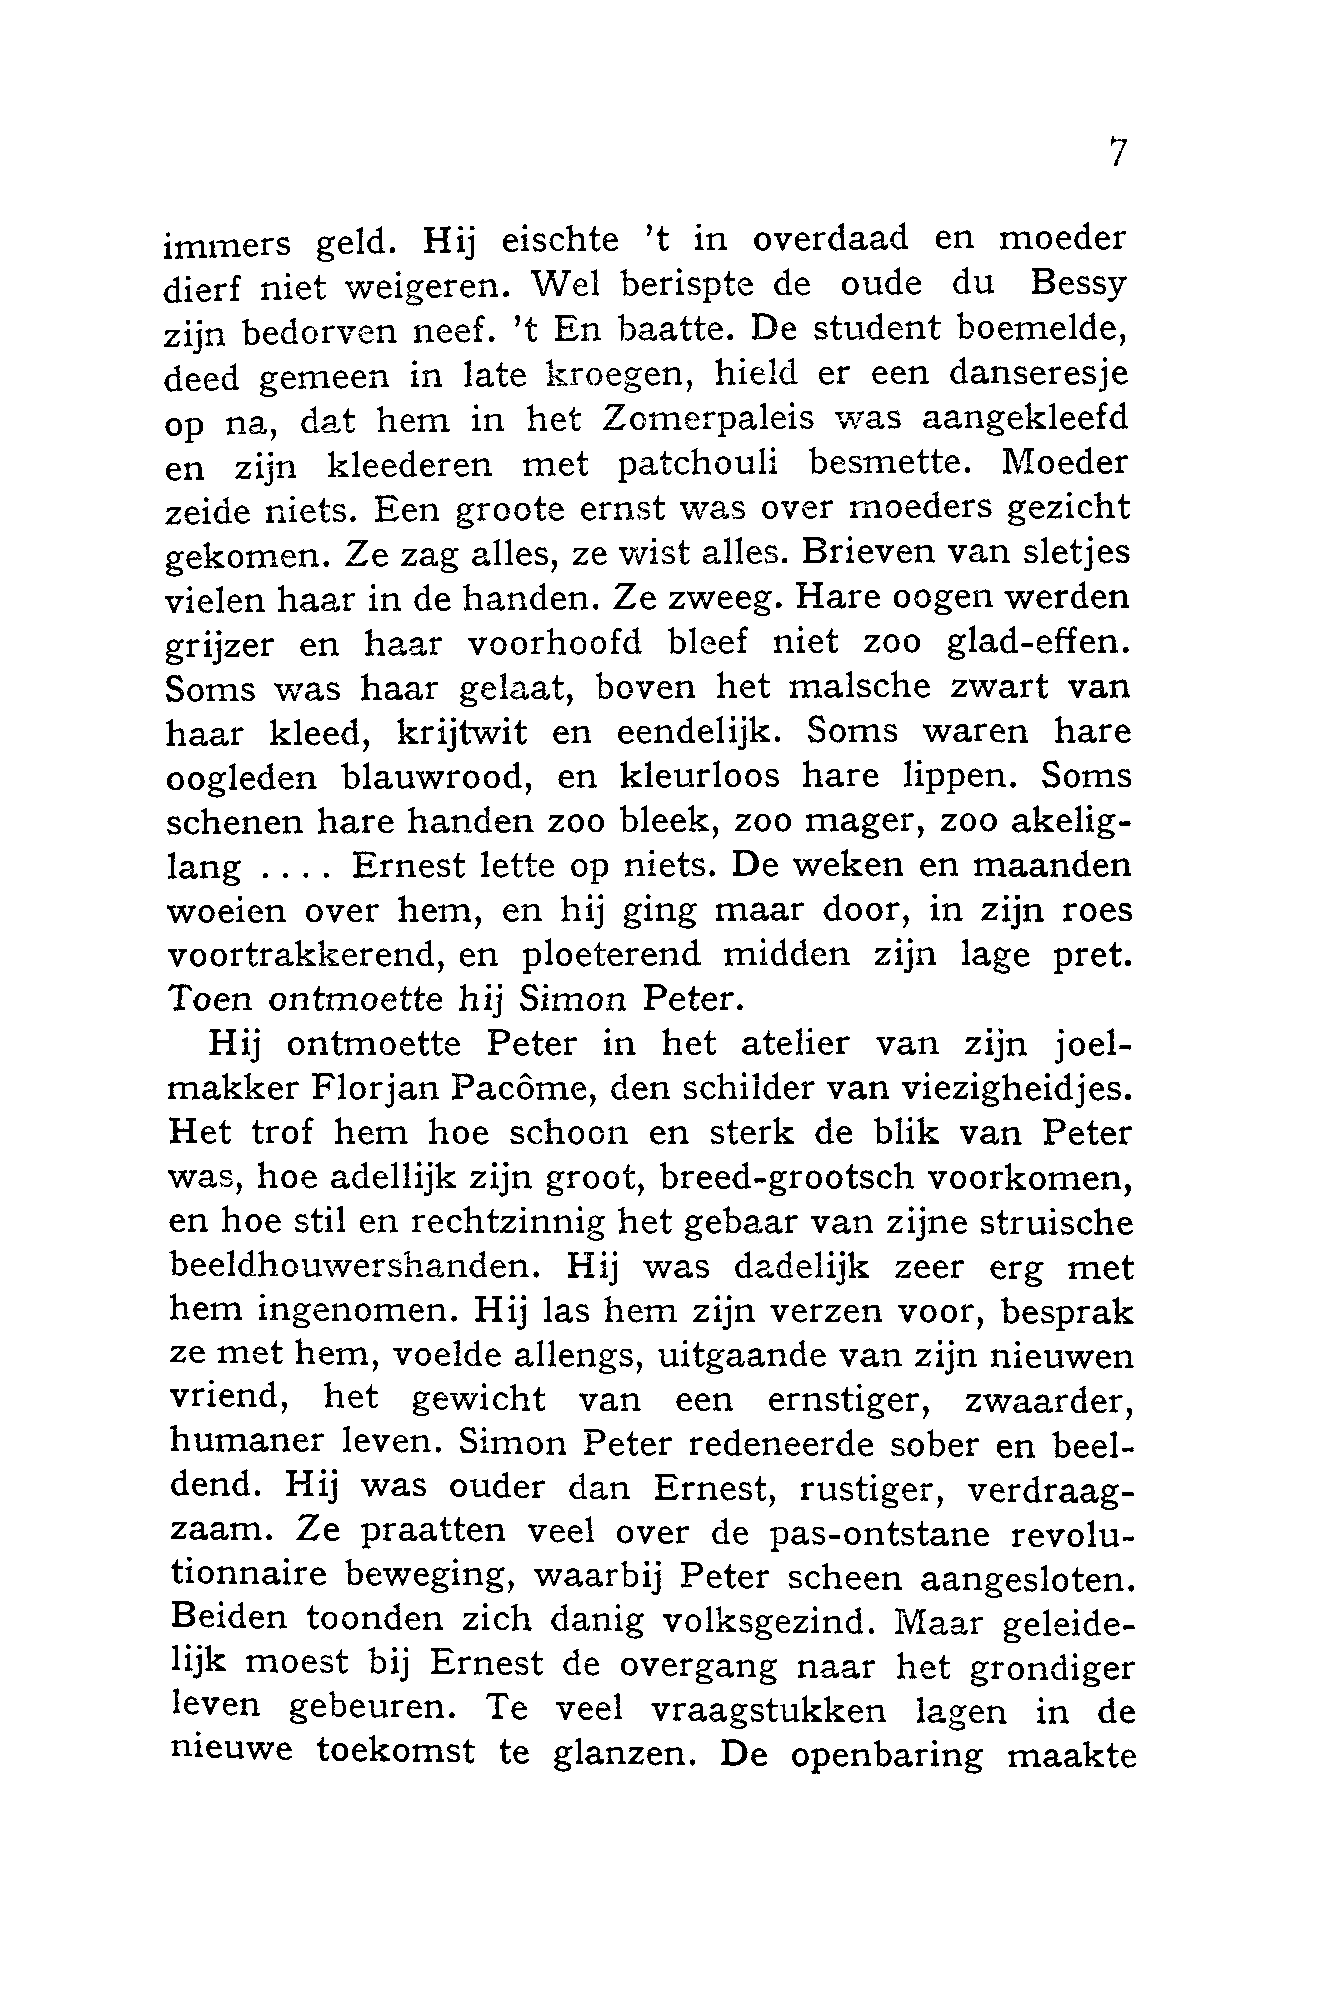 7
immers geld. Hij eischte 't in overdaad en moeder
dierf niet weigeren. Wel berispte de oude du Bessy
zijn bedorven neef. 't En baatte. De student boemelde,
deed gemeen in late kroegen, hield er een danseresje
op na, dat hem in het Zomerpaleis was aangekleefd
en zijn kleederen met patchouli besmette. Moeder
zeide niets. Een groote ernst was over moeders gezicht
gekomen. Ze zag alles, ze wist alles. Brieven van sletjes
vielen haar in de handen. Ze zweeg. Hare oogen werden
grijzer en haar voorhoofd bleef niet zoo glad-effen.
Soms was haar gelaat, boven het malsche zwart van
haar kleed, krijtwit en eendelijk. Soms waren hare
oogleden blauwrood, en kleurloos hare lippen. Soms
schenen hare handen zoo bleek, zoo mager, zoo akelig-
lang .... Ernest lette op niets. De weken en maanden
woeien over hem, en hij ging maar door, in zijn roes
voortrakkerend, en ploeterend midden zijn lage pret.
Toen ontmoette hij Simon Peter.
Hij ontmoette Peter in het atelier van zijn joel-
makker Florjan Pacôme, den schilder van viezigheidjes.
Het trof hem hoe schoon en sterk de blik van Peter
was, hoe adellijk zijn groot, breed-grootsch voorkomen,
en hoe stil en rechtzinnig het gebaar van zijne struische
beeldhouwershanden. Hij was dadelijk zeer erg met
hem ingenomen. Hij las hem zijn verzen voor, besprak
ze met hem, voelde allengs, uitgaande van zijn nieuwen
vriend, het gewicht van een ernstiger, zwaarder,
humaner leven. Simon Peter redeneerde sober en beel-
dend. Hij was ouder dan Ernest, rustiger, verdraag-
zaam. Ze praatten veel over de pas-ontstane revolu-
tionnaire beweging, waarbij Peter scheen aangesloten.
Beiden toonden zich danig volksgezind. Maar geleide-
lijk moest bij Ernest de overgang naar het grondiger
leven gebeuren. Te veel vraagstukken lagen in de
nieuwe toekomst te glanzen. De openbaring maakte